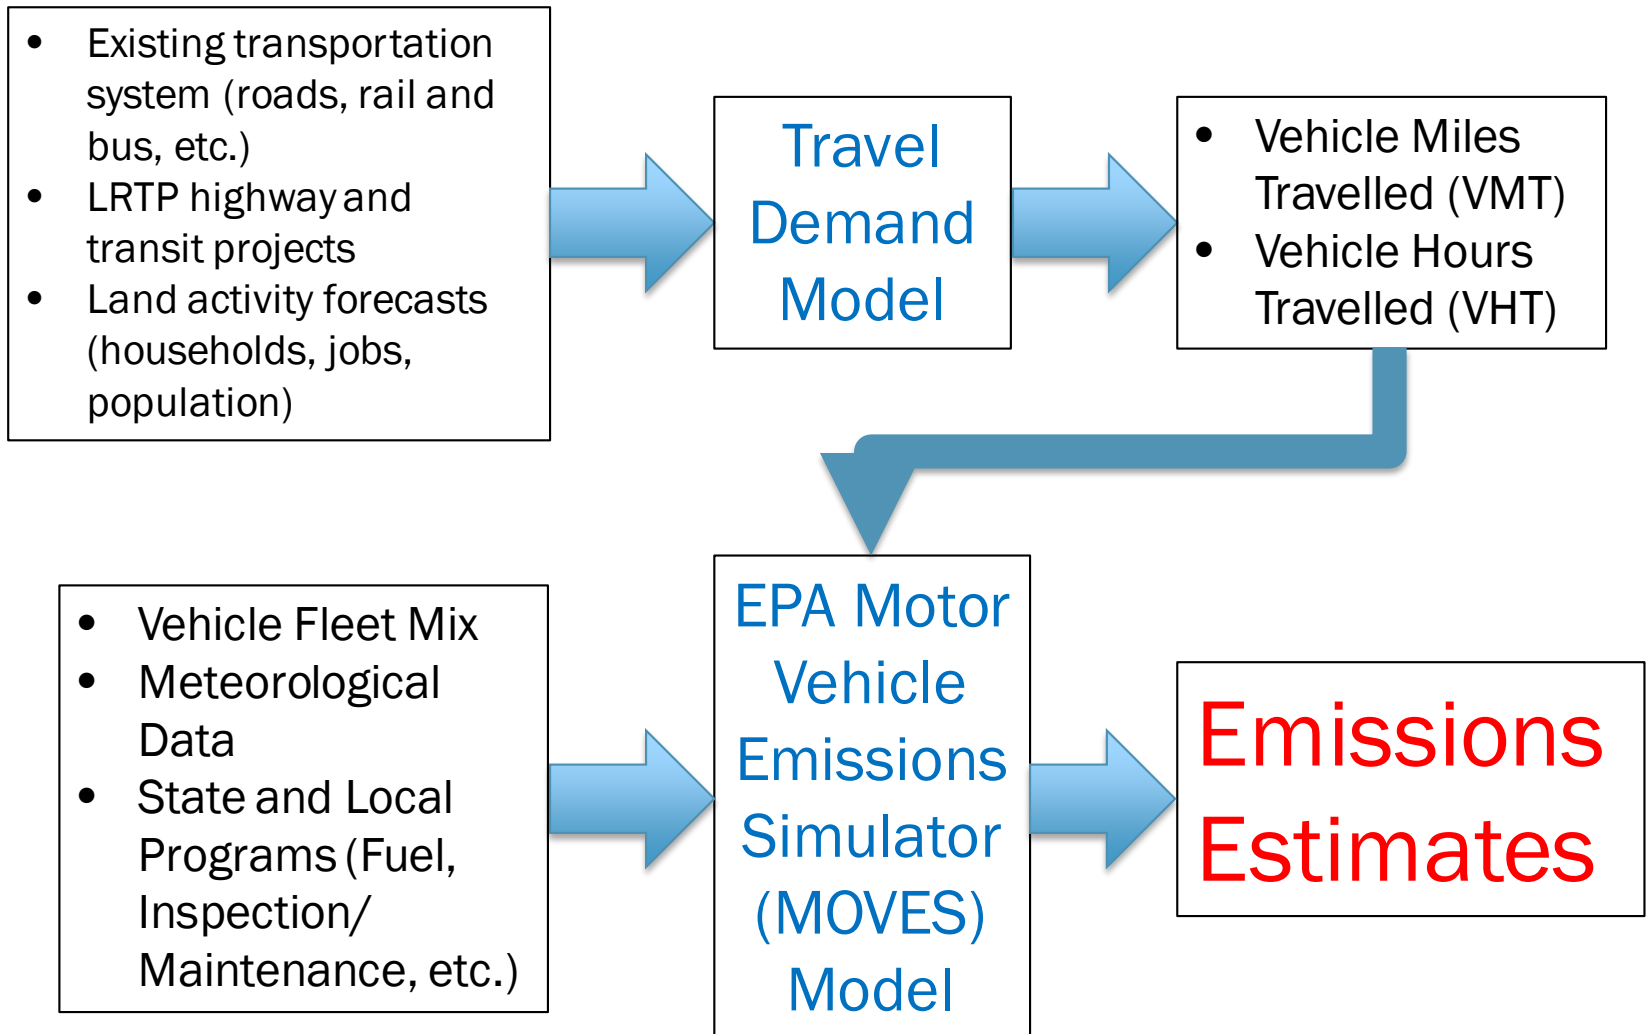 • Existing transportation
system (roads, rail and
bus, etc.)
• LRTP highway and
transit projects
• Land activity forecasts
(households, jobs,
population)
Travel
Demand
Model
• Vehicle Miles
Travelled (VMT)
• Vehicle Hours
Travelled (VHT)
• Vehicle Fleet Mix
• Meteorological
Data
• State and Local
Programs (Fuel,
Inspection/
Maintenance, etc.)
EPA Motor
Vehicle
Emissions
Simulator
(MOVES)
Model
Emissions
Estimates